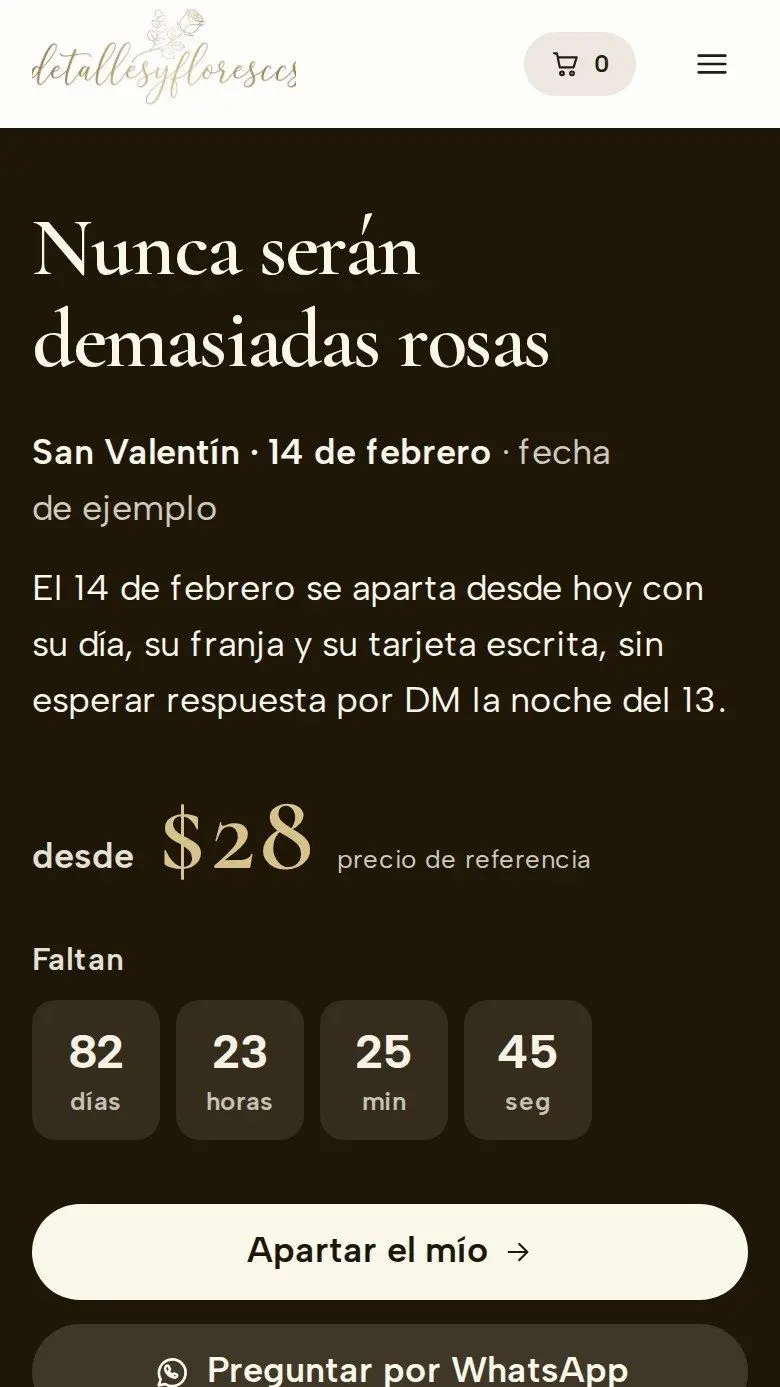 detallesyfloresccs
0
Nunca serán
demasiadas rosas
San Valentín · 14 de febrero · fecha
de ejemplo
El 14 de febrero se aparta desde hoy con
su día, su franja y su tarjeta escrita, sin
esperar respuesta por DM la noche del 13.
desde $28 precio de referencia
Faltan
82 23 25 45
días horas min seg
Apartar el mío →
Preguntar por WhatsApp